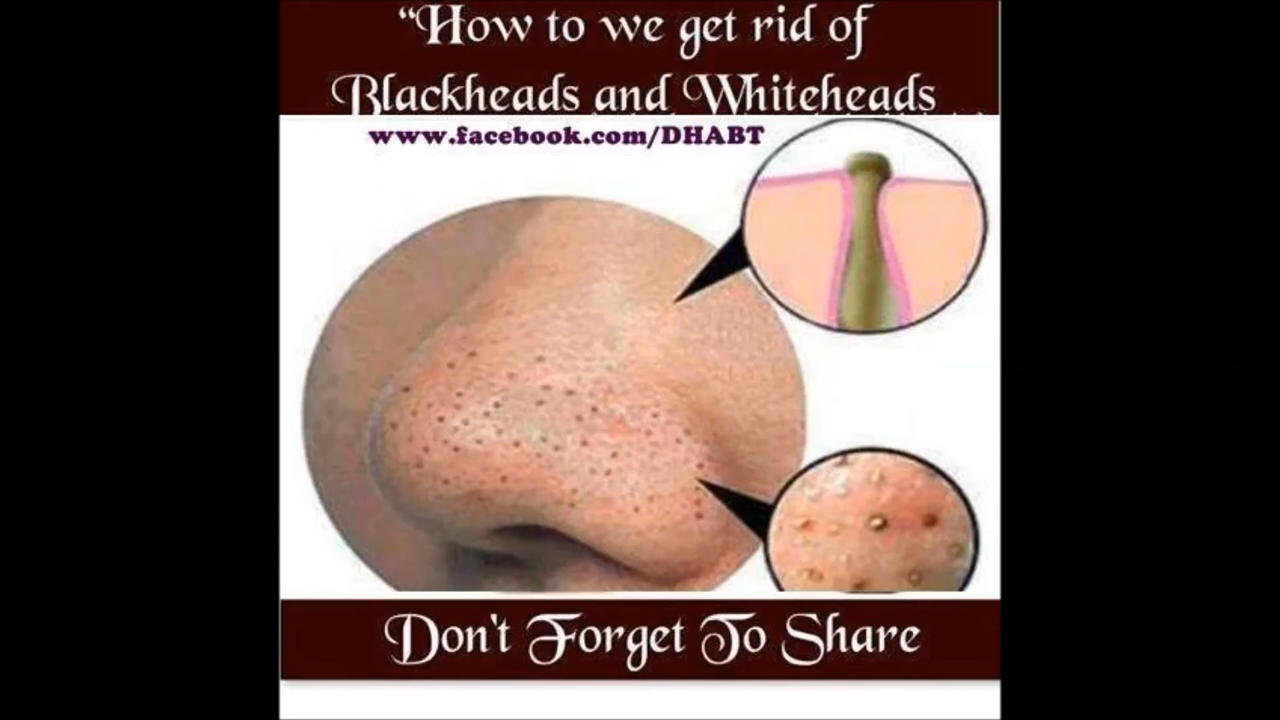 “How to we get rid of
Blackheads and Whiteheads
www.facebook.com/DHABT
Don't Forget To Share